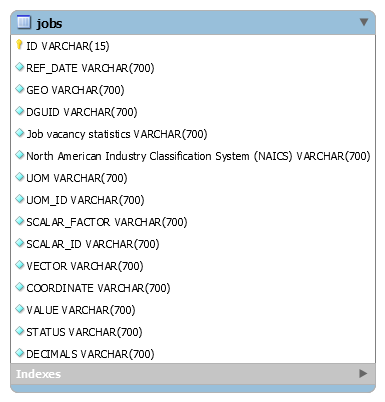 jobs
ID VARCHAR(15)
REF_DATE VARCHAR(700)
GEO VARCHAR(700)
DGUID VARCHAR(700)
Job vacancy statistics VARCHAR(700)
North American Industry Classification System (NAICS) VARCHAR(700)
UOM VARCHAR(700)
UOM_ID VARCHAR(700)
SCALAR_FACTOR VARCHAR(700)
SCALAR_ID VARCHAR(700)
VECTOR VARCHAR(700)
COORDINATE VARCHAR(700)
VALUE VARCHAR(700)
STATUS VARCHAR(700)
DECIMALS VARCHAR(700)
Indexes